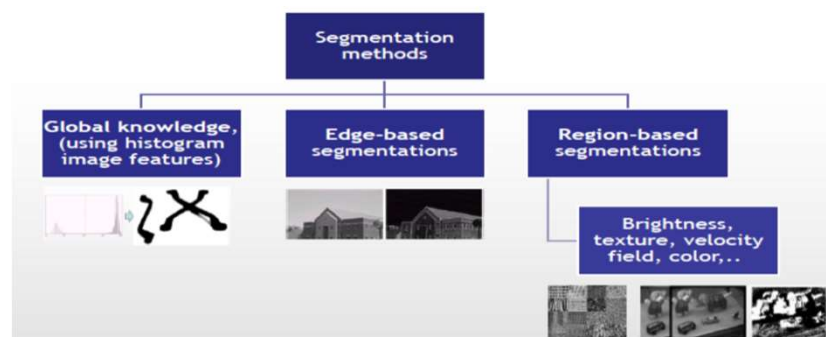 Segmentation
methods
Global knowledge,
(using histogram
image features)
Edge-based
segmentations
Region-based
segmentations
Brightness,
texture, velocity
field, color,..